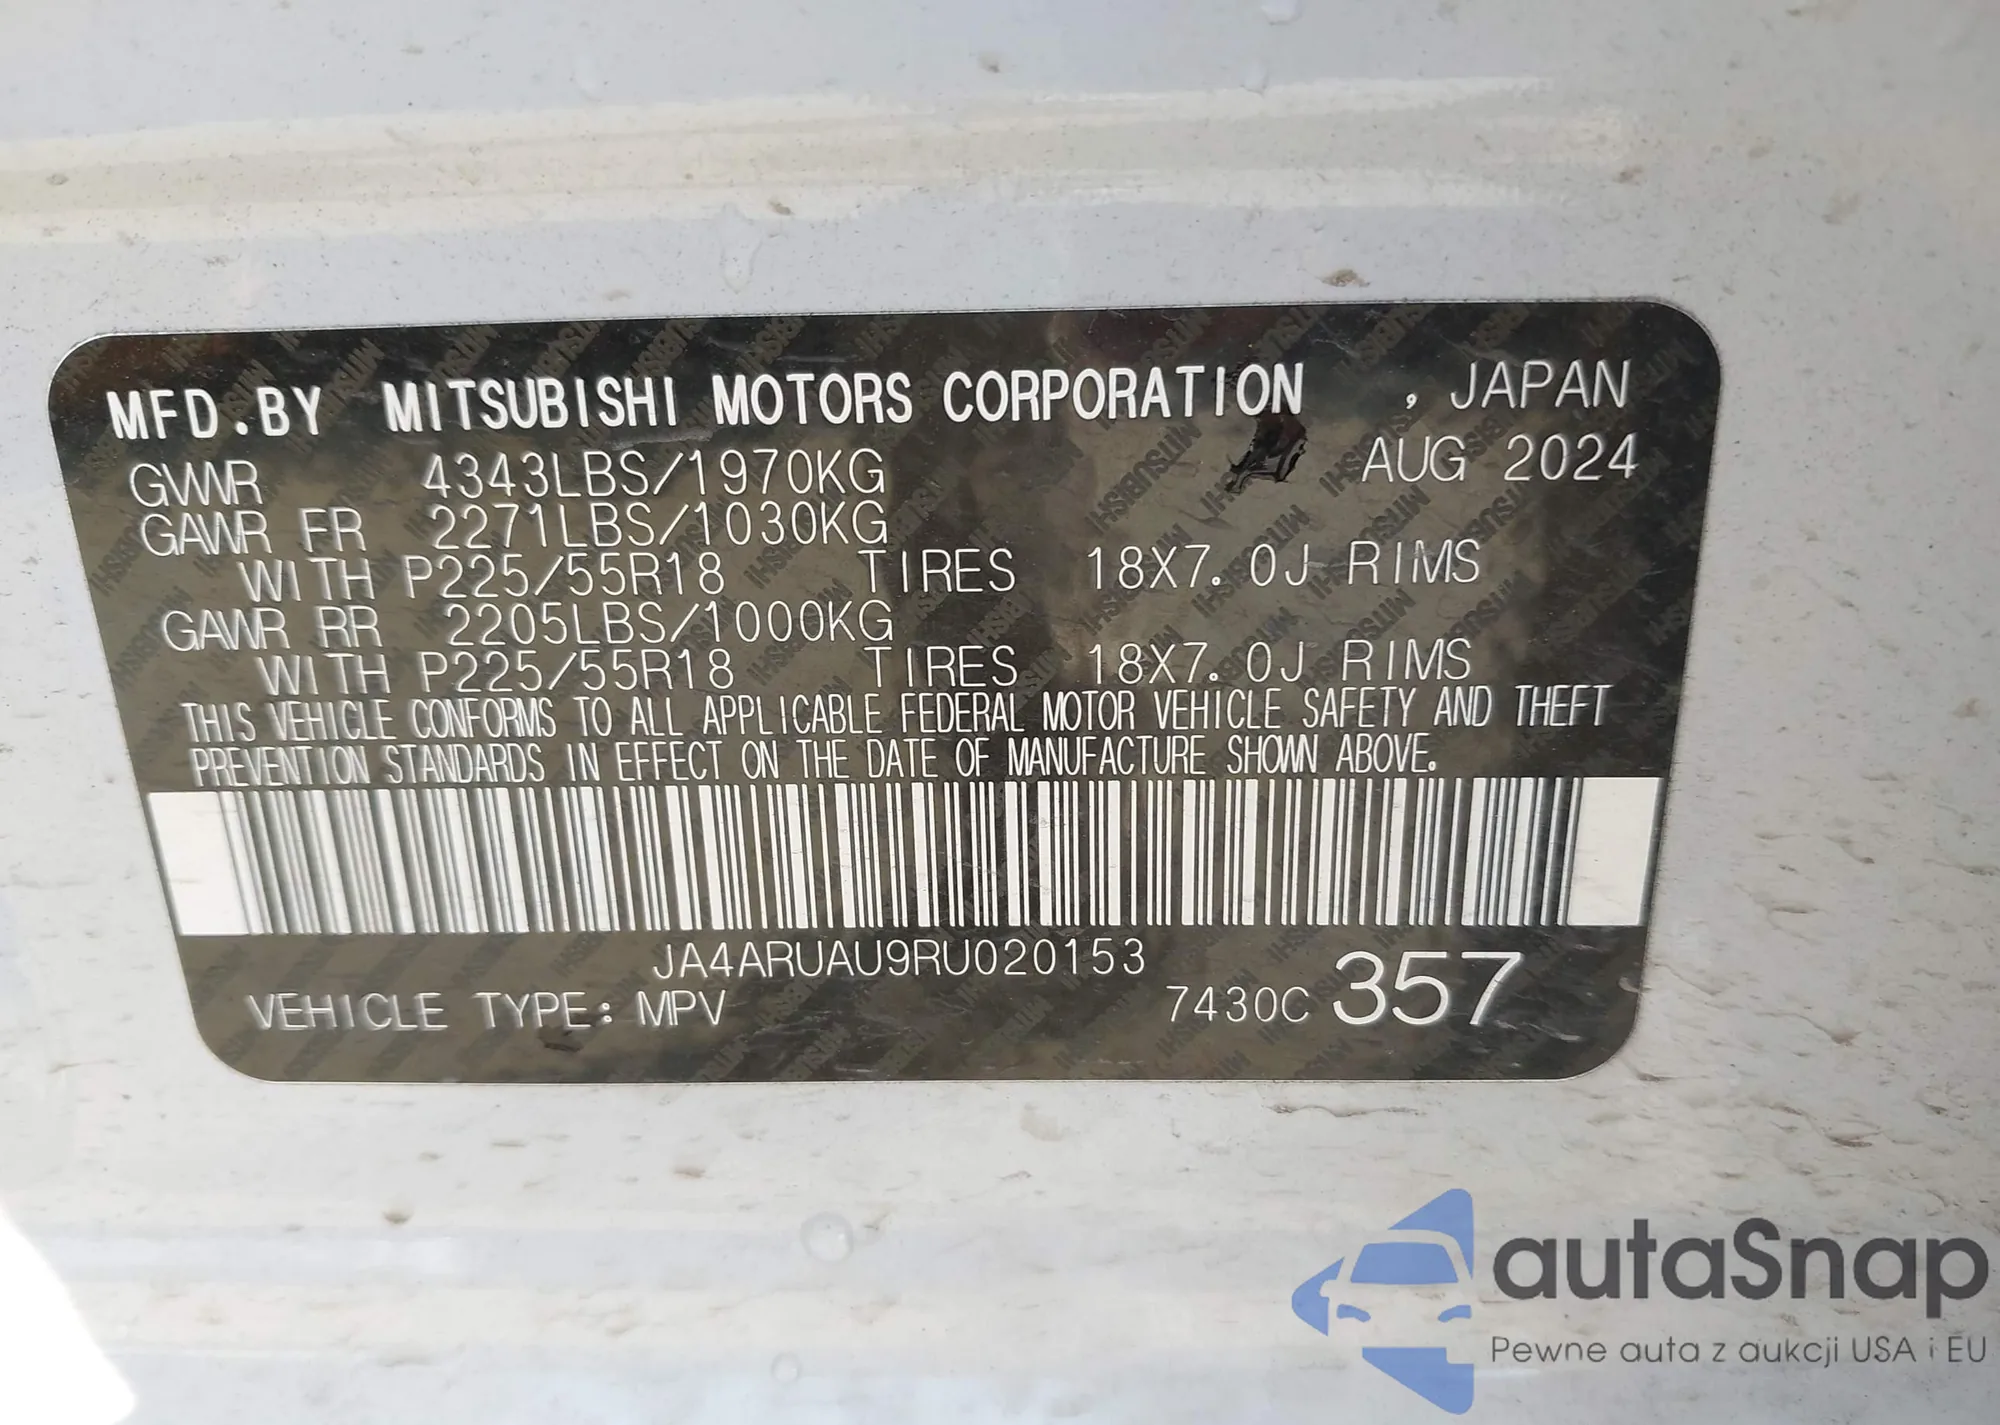 MFD.BY MITSUBISHI MOTORS CORPORATION , JAPAN
GVWR 4343LBS/1970KG AUG 2024
GAWR FR 2271LBS/1030KG
WITH P225/55R18 TIRES 18X7.0J RIMS
GAWR RR 2205LBS/1000KG
WITH P225/55R18 TIRES 18X7.0J RIMS
THIS VEHICLE CONFORMS TO ALL APPLICABLE FEDERAL MOTOR VEHICLE SAFETY AND THEFT
PREVENTION STANDARDS IN EFFECT ON THE DATE OF MANUFACTURE SHOWN ABOVE.
JA4ARUAU9RU020153
VEHICLE TYPE: MPV 7430C 357
autaSnap
Pewne auta z aukcji USA i EU